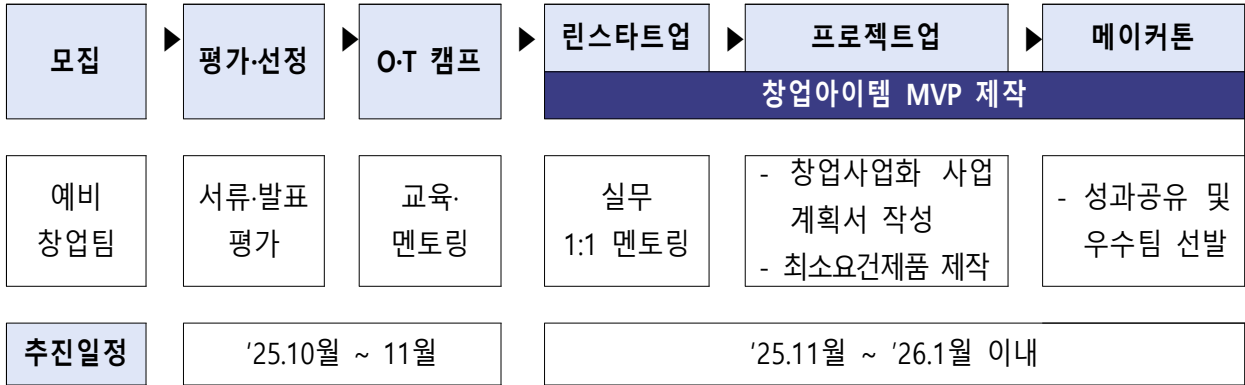 모집 ▶ 평가·선정 ▶ O·T 캠프 ▶ 린스타트업 ▶ 프로젝트업 ▶ 메이커톤
창업아이템 MVP 제작
예비
창업팀
서류·발표
평가
교육·
멘토링
실무
1:1 멘토링
- 창업사업화 사업
계획서 작성
- 최소요건제품 제작
- 성과공유 및
우수팀 선발
추진일정
'25.10월 ~ 11월
'25.11월 ~ '26.1월 이내